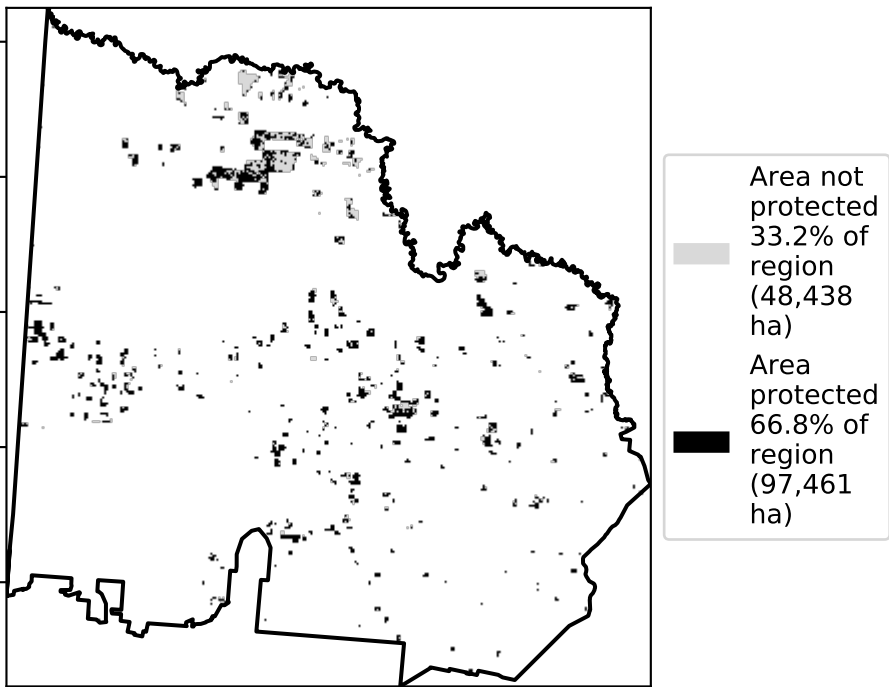 Area not
protected
33.2% of
region
(48,438
ha)
Area
protected
66.8% of
region
(97,461
ha)